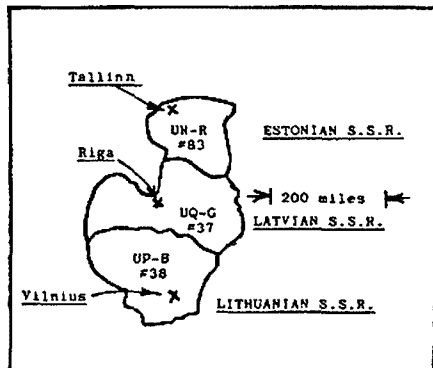 Tallinn
UN-R
#83
ESTONIAN S.S.R.
Riga
200 miles
UQ-G
#37
LATVIAN S.S.R.
UP-B
#38
Vilnius
LITHUANIAN S.S.R.